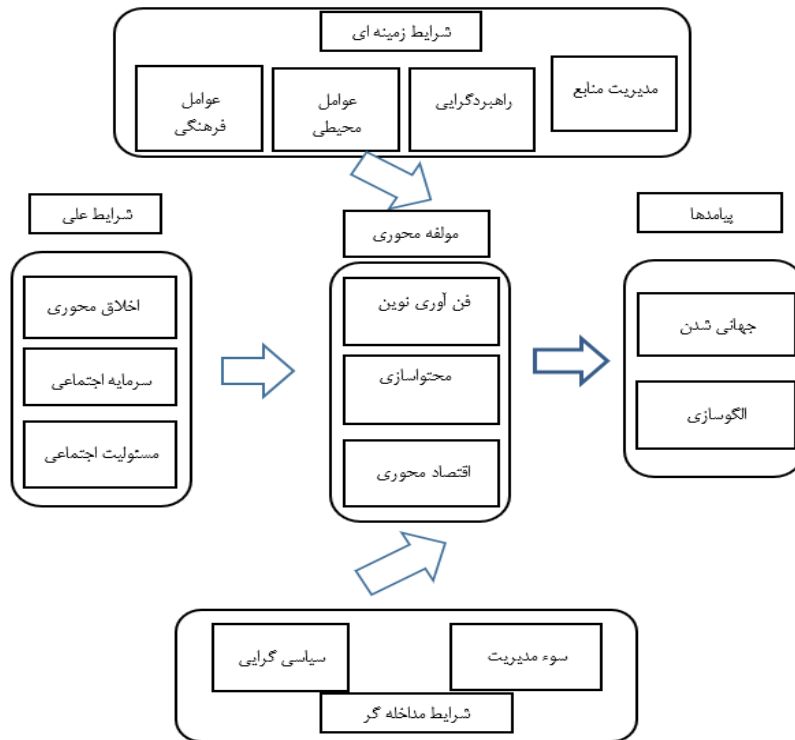 شرایط زمینه ای
مدیریت منابع
راهبردگرایی
عوامل
محیطی
عوامل
فرهنگی
پیامدها
جهانی شدن
الگوسازی
مولفه محوری
فن آوری نوین
محتواسازی
اقتصاد محوری
شرایط علی
اخلاق محوری
سرمایه اجتماعی
مسئولیت اجتماعی
سوء مدیریت
سیاسی گرایی
شرایط مداخله گر